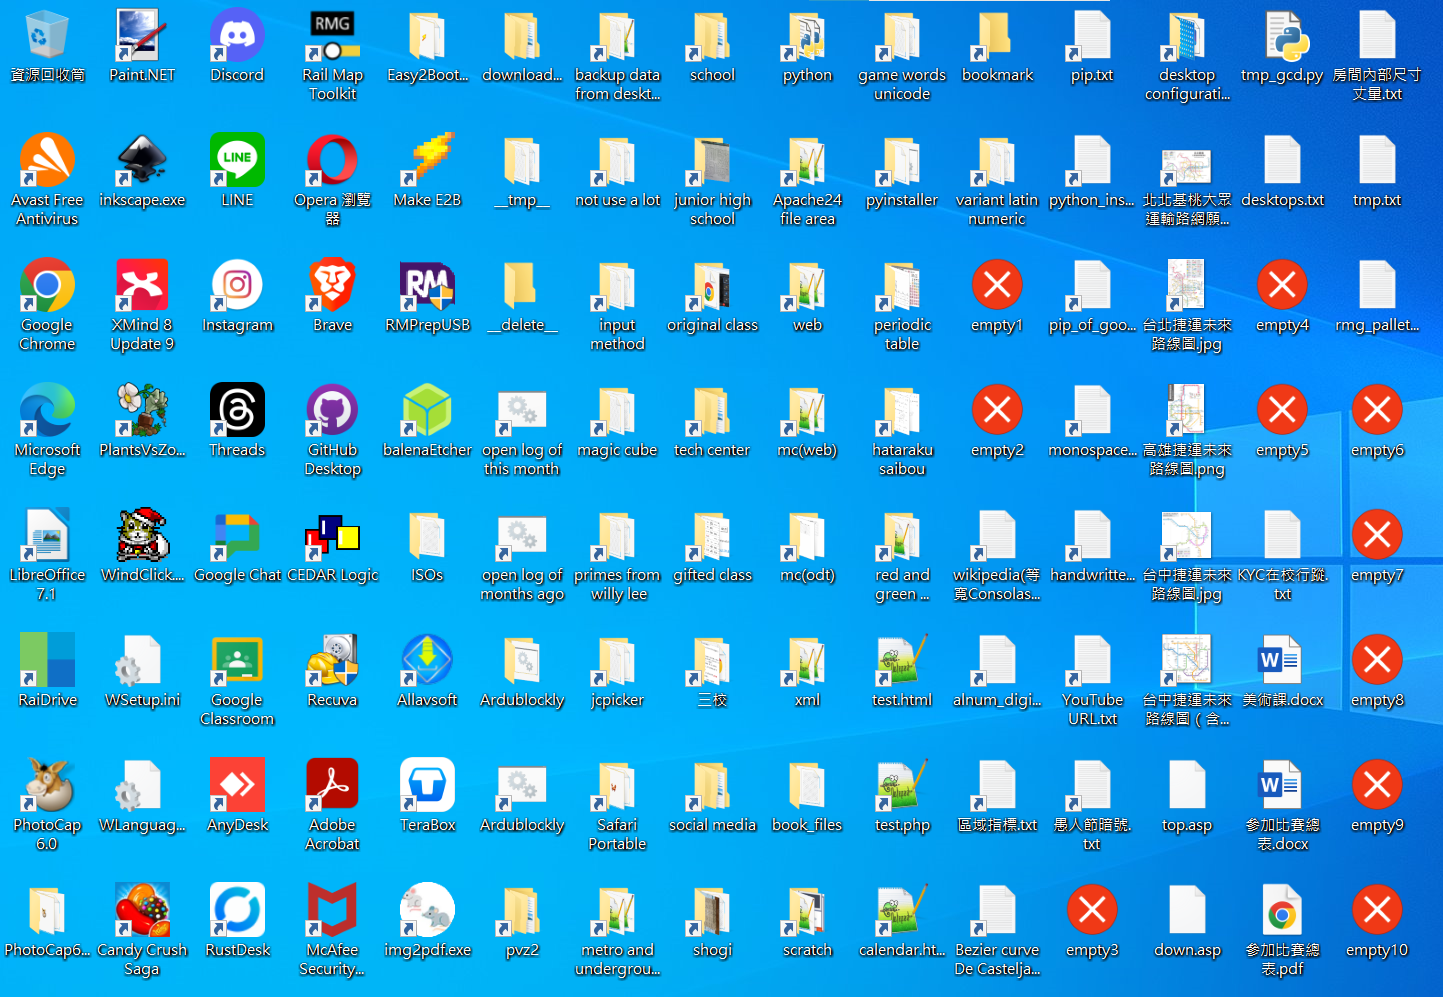 資源回收筒
Paint.NET
Discord
RMG
Rail Map
Toolkit
Easy2Boot...
download...
backup data
from deskt...
school
python
game words
unicode
bookmark
pip.txt
desktop
configurati...
tmp_gcd.py
房間內部尺寸
丈量.txt
Avast Free
Antivirus
inkscape.exe
LINE
LINE
Opera 瀏覽
器
Make E2B
__tmp__
not use a lot
junior high
school
Apache24
file area
pyinstaller
variant latin
numeric
python_ins...
北北基桃大眾
運輸路網願...
desktops.txt
tmp.txt
Google
Chrome
XMind 8
Update 9
Instagram
Brave
RM
RMPrepUSB
__delete__
input
method
original class
web
periodic
table
empty1
pip_of_goo...
台北捷運未來
路線圖.jpg
empty4
rmg_pallet...
Microsoft
Edge
PlantsVsZo...
Threads
GitHub
Desktop
balenaEtcher
open log of
this month
magic cube
tech center
mc(web)
hataraku
saibou
empty2
monospace...
高雄捷運未來
路線圖.png
empty5
empty6
LibreOffice
7.1
WindClick....
Google Chat
CEDAR Logic
ISOs
open log of
months ago
primes from
willy lee
gifted class
mc(odt)
red and
green ...
wikipedia(等
寬Consolas...
handwritte...
台中捷運未來
路線圖.jpg
KYC在校行蹤.
txt
empty7
RaiDrive
WSetup.ini
Google
Classroom
Recuva
Allavsoft
Ardublockly
jcpicker
三校
xml
test.html
alnum_digi...
YouTube
URL.txt
台中捷運未來
路線圖（含...
W
美術課.docx
empty8
PhotoCap
6.0
WLanguag...
AnyDesk
Adobe
Acrobat
TeraBox
Ardublockly
Safari
Portable
social media
book_files
test.php
區域指標.txt
愚人節暗號.
txt
top.asp
W
參加比賽總
表.docx
empty9
PhotoCap6...
Candy Crush
Saga
RustDesk
McAfee
Security...
img2pdf.exe
pvz2
metro and
undergrou...
shogi
scratch
calendar.ht...
Bezier curve
De Castelja...
empty3
down.asp
參加比賽總
表.pdf
empty10